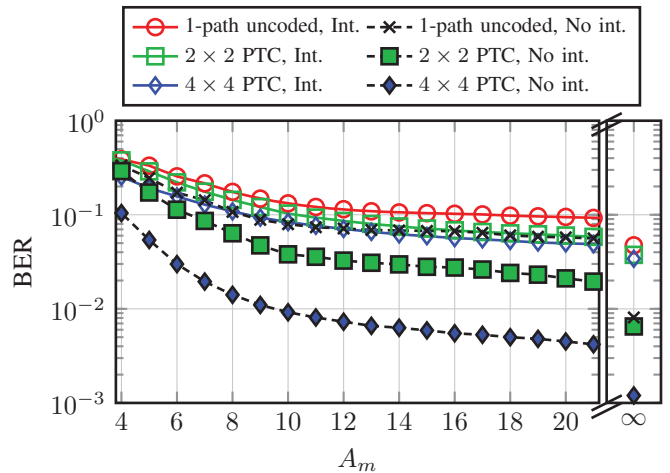 1-path uncoded, Int.
1-path uncoded, No int.
2 × 2 PTC, Int.
2 × 2 PTC, No int.
4 × 4 PTC, Int.
4 × 4 PTC, No int.
10^0
10^{-1}
10^{-2}
10^{-3}
BER
4 6 8 10 12 14 16 18 20 ∞
A_m